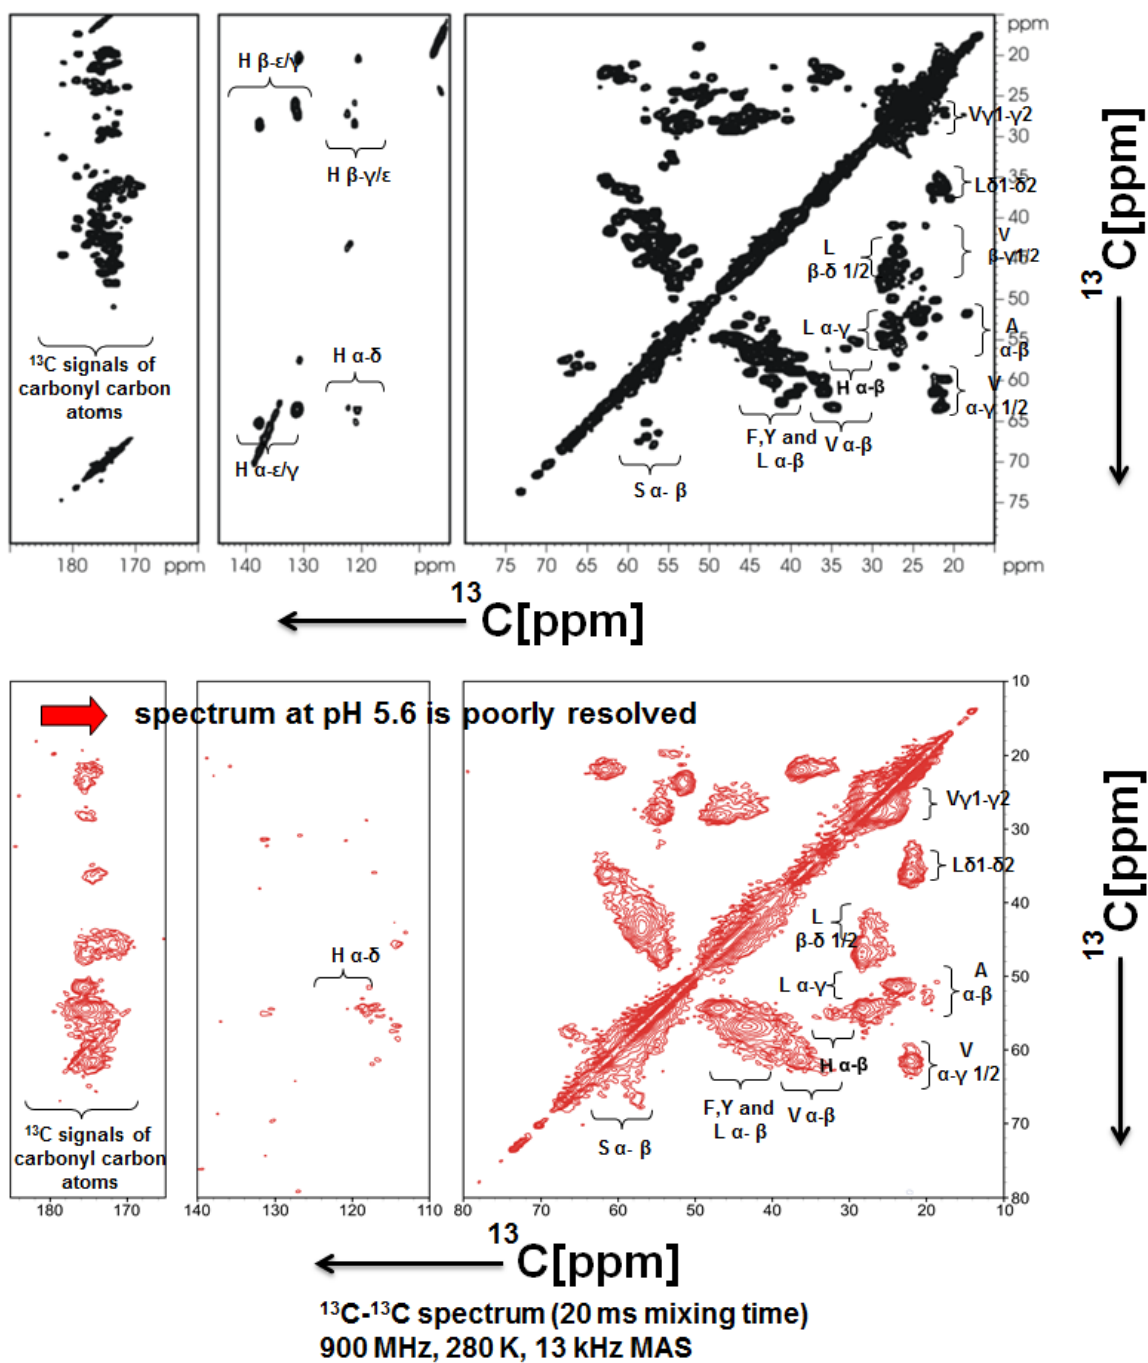 ppm
20
25
30
35
40
45
50
55
60
65
70
75
H β-ε/γ
H β-γ/ε
Vγ1-γ2
Lδ1-δ2
V
β-γ1/2
L
β-δ 1/2
L α-γ
A
α-β
H α-β
V
α-γ 1/2
F,Y and
L α-β
V α-β
S α- β
H α-δ
H α-ε/γ
¹³C signals of
carbonyl carbon
atoms
¹³C[ppm]
180 170 ppm
140 130 120 ppm
75 70 65 60 55 50 45 40 35 30 25 20 ppm
¹³C[ppm]
spectrum at pH 5.6 is poorly resolved
10
20
30
40
50
60
70
80
Vγ1-γ2
Lδ1-δ2
L
β-δ 1/2
L α-γ
A
α-β
H α-β
V
α-γ 1/2
F,Y and
L α- β
V α-β
S α- β
H α-δ
¹³C signals of
carbonyl carbon
atoms
¹³C[ppm]
180 170
140 130 120 110
80 70 60 50 40 30 20 10
¹³C[ppm]
¹³C-¹³C spectrum (20 ms mixing time)
900 MHz, 280 K, 13 kHz MAS